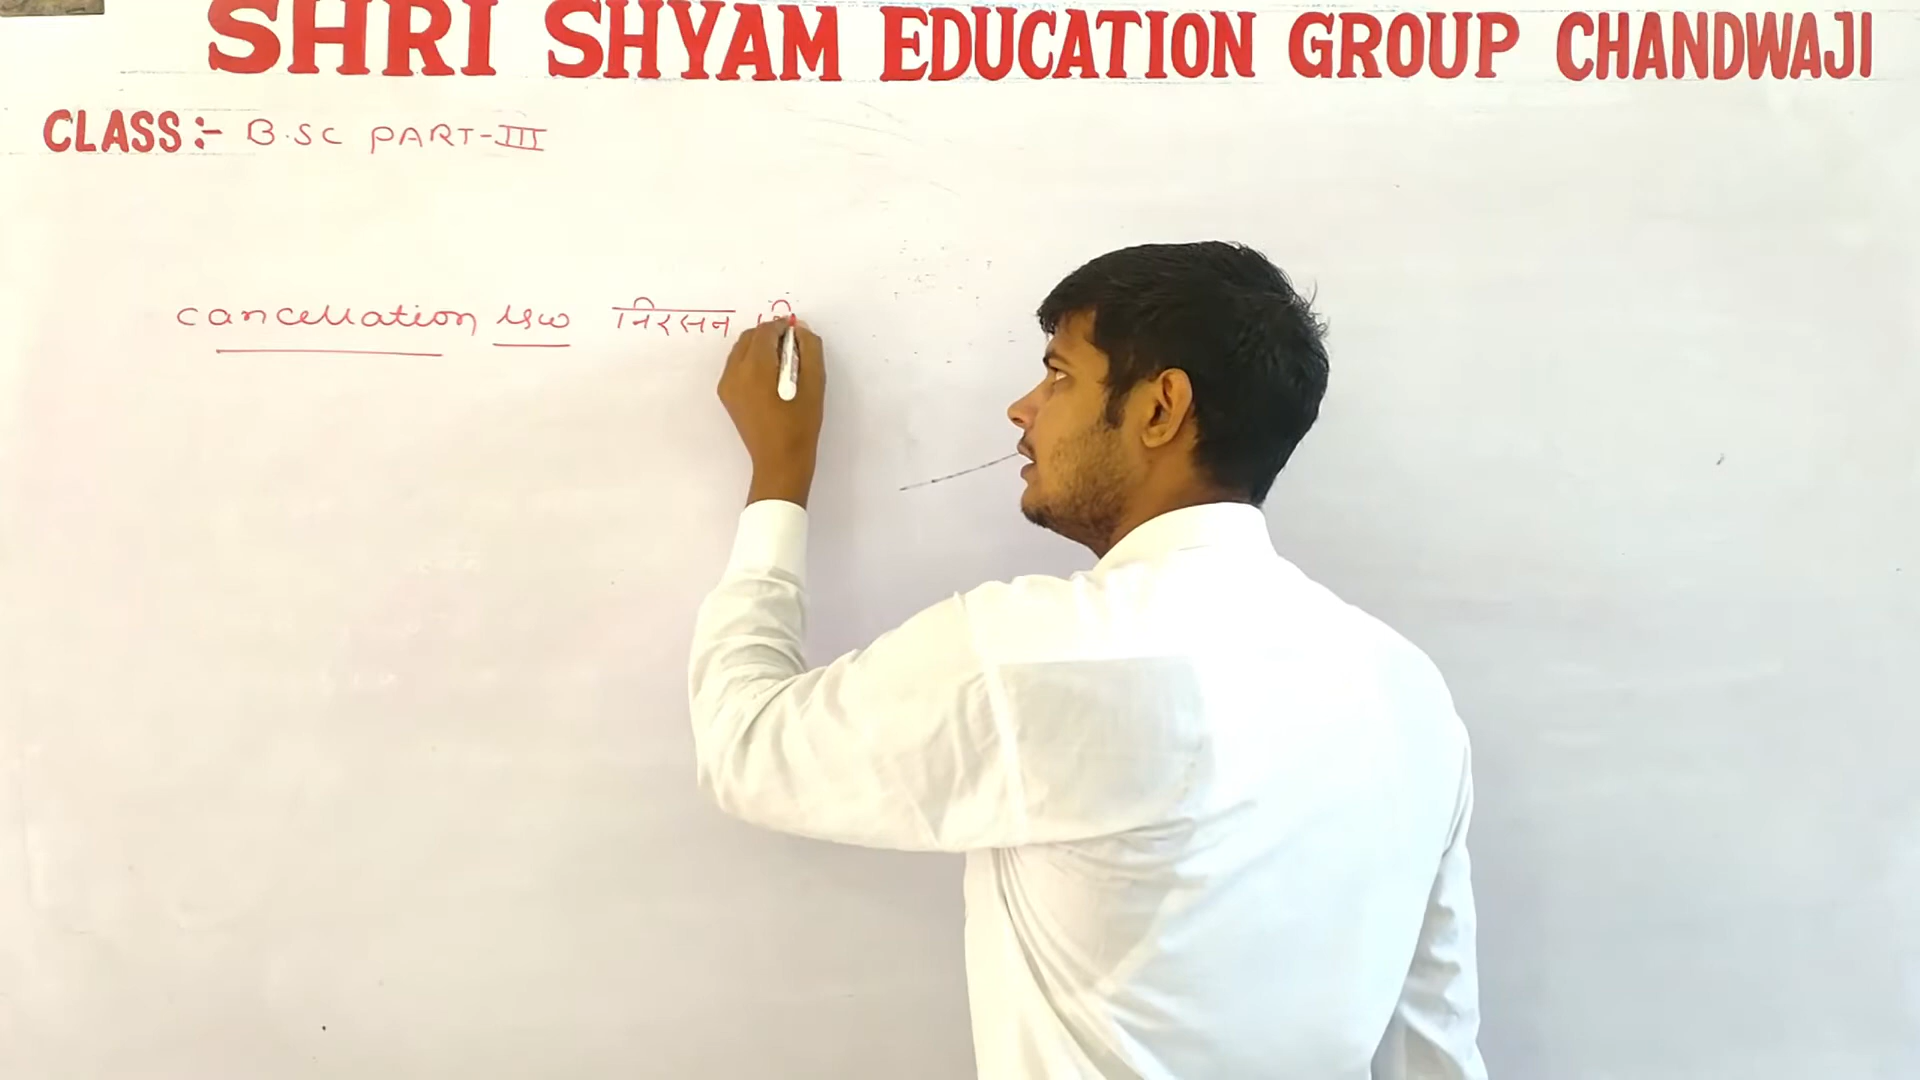 SHRI SHYAM EDUCATION GROUP CHANDWAJI
CLASS :- B.SC PART-III
cancellation law निरसन